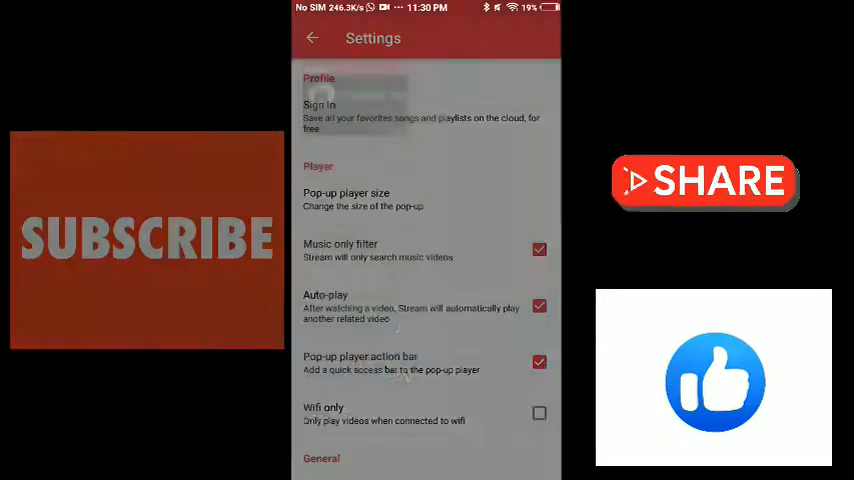 No SIM 246.3K/s ··· 11:30 PM 19%
Settings
Profile
Sign In
Save all your favorites songs and playlists on the cloud, for
free
Player
Pop-up player size
Change the size of the pop-up
Music only filter
Stream will only search music videos
Auto-play
After watching a video, Stream will automatically play
another related video
Pop-up player action bar
Add a quick access bar to the pop-up player
Wifi only
Only play videos when connected to wifi
General
SUBSCRIBE
SHARE